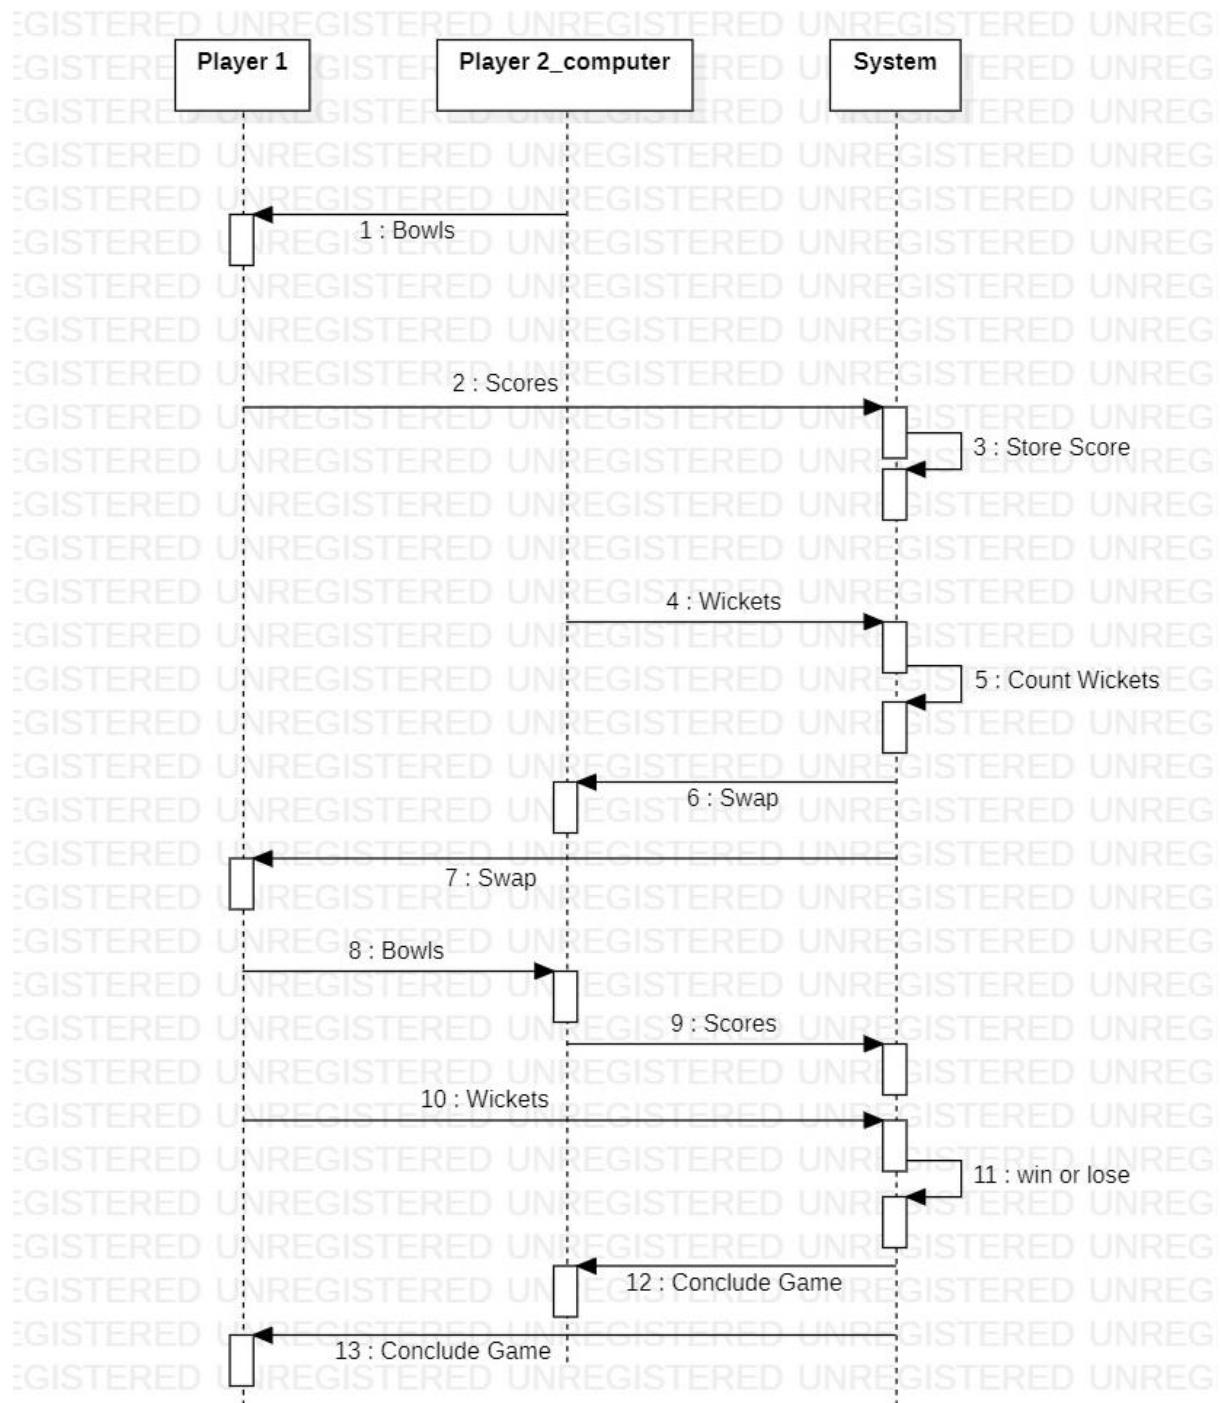 Player 1
Player 2_computer
System
1 : Bowls
2 : Scores
3 : Store Score
4 : Wickets
5 : Count Wickets
6 : Swap
7 : Swap
8 : Bowls
9 : Scores
10 : Wickets
11 : win or lose
12 : Conclude Game
13 : Conclude Game
UNREGISTERED